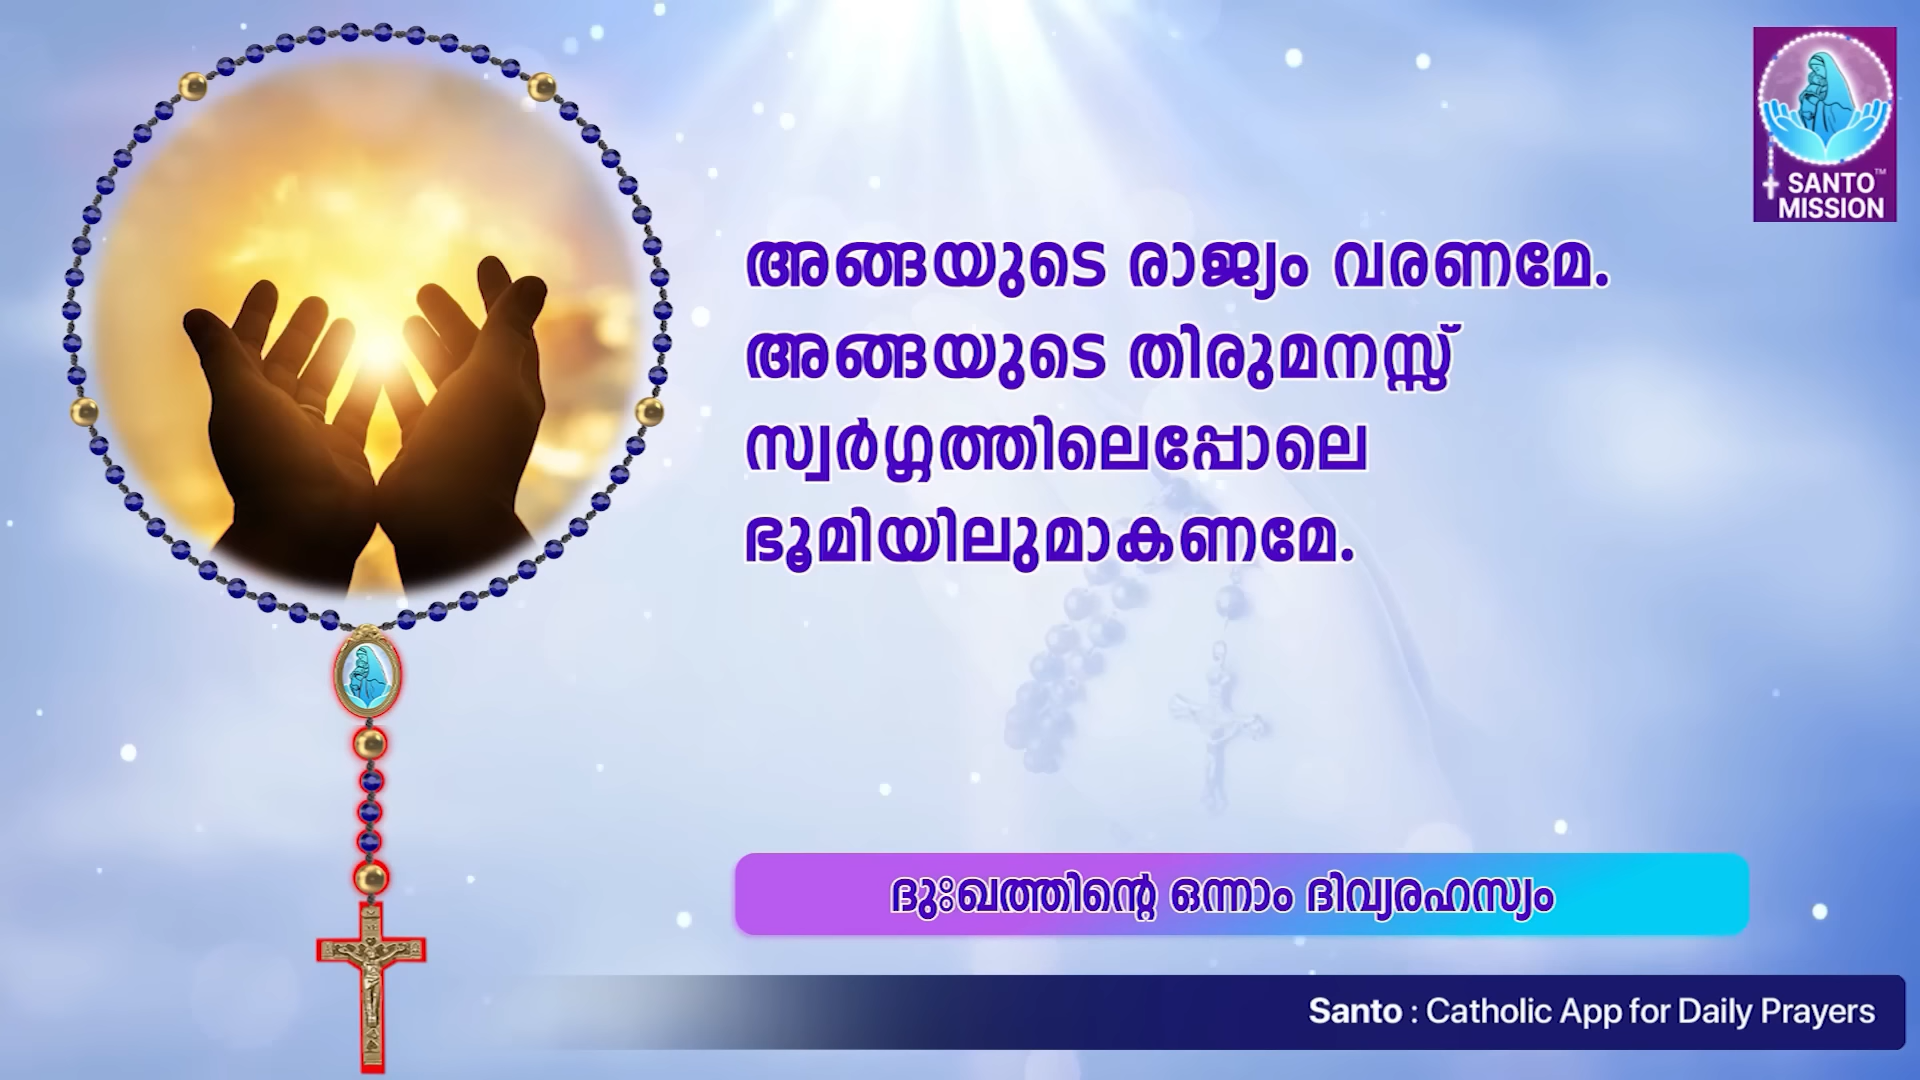 SANTO™
MISSION
അങ്ങയുടെ രാജ്യം വരണമേ.
അങ്ങയുടെ തിരുമനസ്സ്
സ്വർഗ്ഗത്തിലെപ്പോലെ
ഭൂമിയിലുമാകണമേ.
ദുഃഖത്തിന്റെ ഒന്നാം ദിവ്യരഹസ്യം
Santo : Catholic App for Daily Prayers